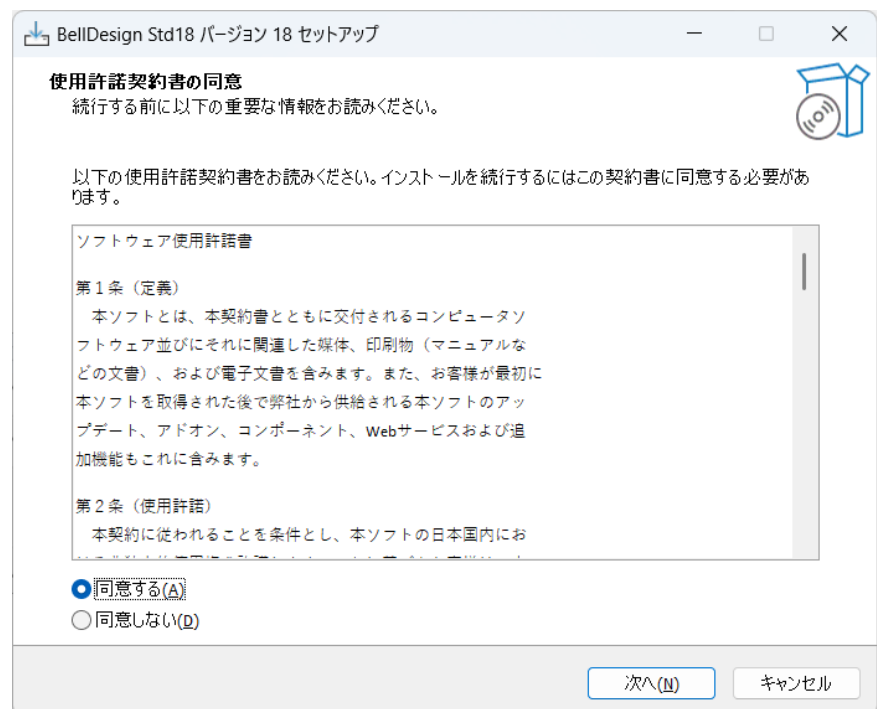 BellDesign Std18 バージョン 18 セットアップ
使用許諾契約書の同意
続行する前に以下の重要な情報をお読みください。
以下の使用許諾契約書をお読みください。インストールを続行するにはこの契約書に同意する必要があ
ります。
ソフトウェア使用許諾書
第１条（定義）
　本ソフトとは、本契約書とともに交付されるコンピュータソ
フトウェア並びにそれに関連した媒体、印刷物（マニュアルな
どの文書）、および電子文書を含みます。また、お客様が最初に
本ソフトを取得された後で弊社から供給される本ソフトのアッ
プデート、アドオン、コンポーネント、Webサービスおよび追
加機能もこれに含みます。
第２条（使用許諾）
　本契約に従われることを条件とし、本ソフトの日本国内にお
同意する(A)
同意しない(D)
次へ(N)
キャンセル